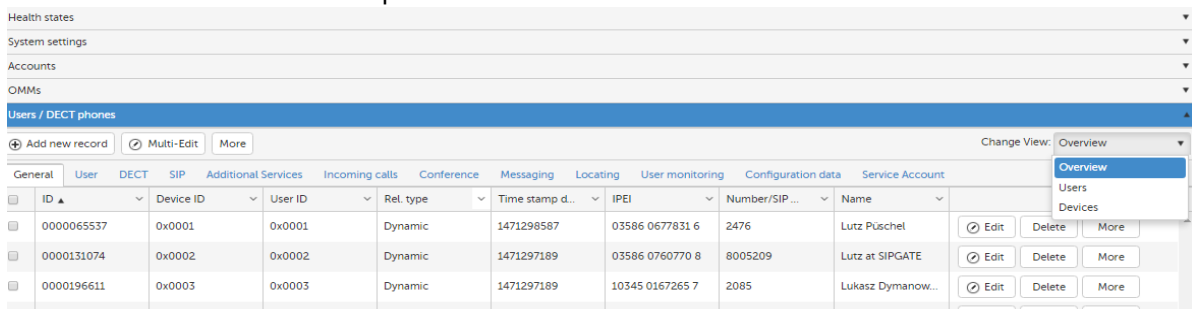 Health states
System settings
Accounts
OMMs
Users / DECT phones
Add new record Multi-Edit More Change View: Overview
Overview
Users
Devices
General User DECT SIP Additional Services Incoming calls Conference Messaging Locating User monitoring Configuration data Service Account
ID Device ID User ID Rel. type Time stamp d... IPEI Number/SIP ... Name
0000065537 0x0001 0x0001 Dynamic 1471298587 03586 0677831 6 2476 Lutz Püschel Edit Delete More
0000131074 0x0002 0x0002 Dynamic 1471297189 03586 0760770 8 8005209 Lutz at SIPGATE Edit Delete More
0000196611 0x0003 0x0003 Dynamic 1471297189 10345 0167265 7 2085 Lukasz Dymanow... Edit Delete More